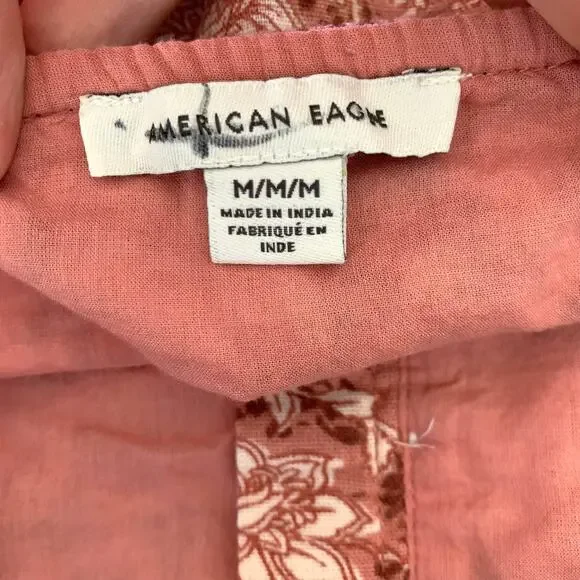 AMERICAN EAGLE
M/M/M
MADE IN INDIA
FABRIQUÉ EN
INDE